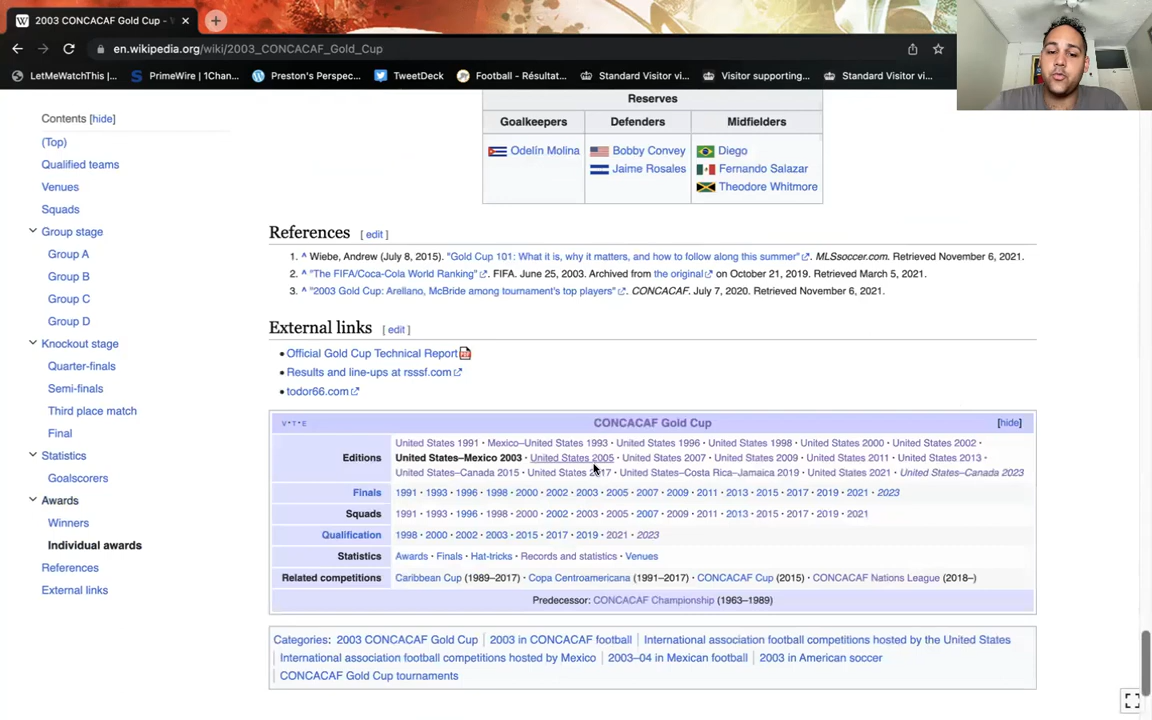 2003 CONCACAF Gold Cup - W
en.wikipedia.org/wiki/2003_CONCACAF_Gold_Cup
LetMeWatchThis |... PrimeWire | 1Chan... Preston's Perspec... TweetDeck Football - Résultat... Standard Visitor vi... Visitor supporting... Standard Visitor vi...
Contents [hide]
(Top)
Qualified teams
Venues
Squads
Group stage
Group A
Group B
Group C
Group D
Knockout stage
Quarter-finals
Semi-finals
Third place match
Final
Statistics
Goalscorers
Awards
Winners
Individual awards
References
External links
Reserves
Goalkeepers Defenders Midfielders
Odelín Molina Bobby Convey Diego
Jaime Rosales Fernando Salazar
Theodore Whitmore
References [ edit ]
1. ^ Wiebe, Andrew (July 8, 2015). "Gold Cup 101: What it is, why it matters, and how to follow along this summer". MLSsoccer.com. Retrieved November 6, 2021.
2. ^ "The FIFA/Coca-Cola World Ranking". FIFA. June 25, 2003. Archived from the original on October 21, 2019. Retrieved March 5, 2021.
3. ^ "2003 Gold Cup: Arellano, McBride among tournament's top players". CONCACAF. July 7, 2020. Retrieved November 6, 2021.
External links [ edit ]
• Official Gold Cup Technical Report
• Results and line-ups at rsssf.com
• todor66.com
V·T·E CONCACAF Gold Cup [hide]
United States 1991 · Mexico–United States 1993 · United States 1996 · United States 1998 · United States 2000 · United States 2002 ·
Editions United States–Mexico 2003 · United States 2005 · United States 2007 · United States 2009 · United States 2011 · United States 2013 ·
United States–Canada 2015 · United States 2017 · United States–Costa Rica–Jamaica 2019 · United States 2021 · United States–Canada 2023
Finals 1991 · 1993 · 1996 · 1998 · 2000 · 2002 · 2003 · 2005 · 2007 · 2009 · 2011 · 2013 · 2015 · 2017 · 2019 · 2021 · 2023
Squads 1991 · 1993 · 1996 · 1998 · 2000 · 2002 · 2003 · 2005 · 2007 · 2009 · 2011 · 2013 · 2015 · 2017 · 2019 · 2021
Qualification 1998 · 2000 · 2002 · 2003 · 2015 · 2017 · 2019 · 2021 · 2023
Statistics Awards · Finals · Hat-tricks · Records and statistics · Venues
Related competitions Caribbean Cup (1989–2017) · Copa Centroamericana (1991–2017) · CONCACAF Cup (2015) · CONCACAF Nations League (2018–)
Predecessor: CONCACAF Championship (1963–1989)
Categories: 2003 CONCACAF Gold Cup | 2003 in CONCACAF football | International association football competitions hosted by the United States
| International association football competitions hosted by Mexico | 2003–04 in Mexican football | 2003 in American soccer
| CONCACAF Gold Cup tournaments